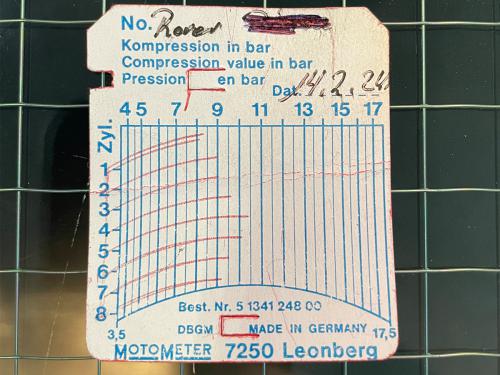 No. Rover
Kompression in bar
Compression value in bar
Pression en bar
Dat. 14.2.24
4 5 7 9 11 13 15 17
Zyl.
1
2
3
4
5
6
7
8
3,5 17,5
Best. Nr. 5 1341 248 00
DBGM MADE IN GERMANY
MOTOMETER 7250 Leonberg